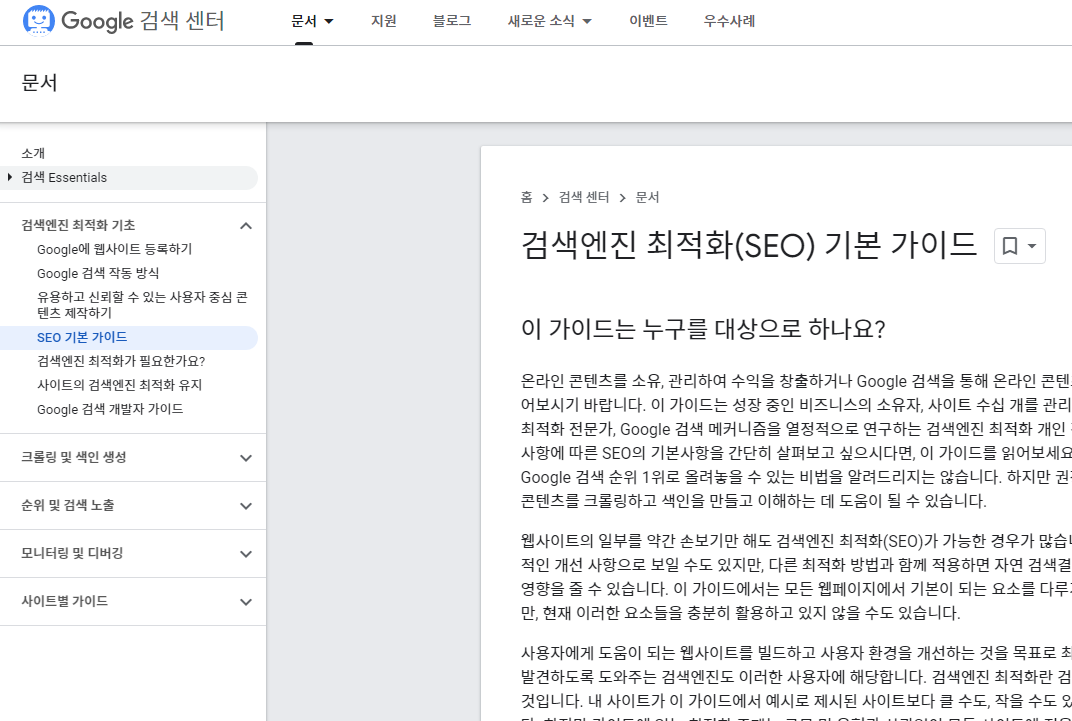 Google 검색 센터
문서
지원
블로그
새로운 소식
이벤트
우수사례
문서
소개
검색 Essentials
검색엔진 최적화 기초
Google에 웹사이트 등록하기
Google 검색 작동 방식
유용하고 신뢰할 수 있는 사용자 중심 콘
텐츠 제작하기
SEO 기본 가이드
검색엔진 최적화가 필요한가요?
사이트의 검색엔진 최적화 유지
Google 검색 개발자 가이드
크롤링 및 색인 생성
순위 및 검색 노출
모니터링 및 디버깅
사이트별 가이드
홈 > 검색 센터 > 문서
검색엔진 최적화(SEO) 기본 가이드
이 가이드는 누구를 대상으로 하나요?
온라인 콘텐츠를 소유, 관리하여 수익을 창출하거나 Google 검색을 통해 온라인 콘텐
어보시기 바랍니다. 이 가이드는 성장 중인 비즈니스의 소유자, 사이트 수십 개를 관리
최적화 전문가, Google 검색 메커니즘을 열정적으로 연구하는 검색엔진 최적화 개인
사항에 따른 SEO의 기본사항을 간단히 살펴보고 싶으시다면, 이 가이드를 읽어보세요
Google 검색 순위 1위로 올려놓을 수 있는 비법을 알려드리지는 않습니다. 하지만 권
콘텐츠를 크롤링하고 색인을 만들고 이해하는 데 도움이 될 수 있습니다.
웹사이트의 일부를 약간 손보기만 해도 검색엔진 최적화(SEO)가 가능한 경우가 많습
적인 개선 사항으로 보일 수도 있지만, 다른 최적화 방법과 함께 적용하면 자연 검색결
영향을 줄 수 있습니다. 이 가이드에서는 모든 웹페이지에서 기본이 되는 요소를 다루
만, 현재 이러한 요소들을 충분히 활용하고 있지 않을 수도 있습니다.
사용자에게 도움이 되는 웹사이트를 빌드하고 사용자 환경을 개선하는 것을 목표로 최
발견하도록 도와주는 검색엔진도 이러한 사용자에 해당합니다. 검색엔진 최적화란 검
것입니다. 내 사이트가 이 가이드에서 예시로 제시된 사이트보다 클 수도, 작을 수도 있